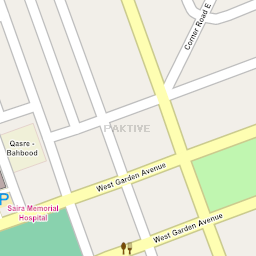 Corner Road E
PAKTIVE
Qasre -
Bahbood
West Garden Avenue
P
Saira Memorial
Hospital
West Garden Avenue